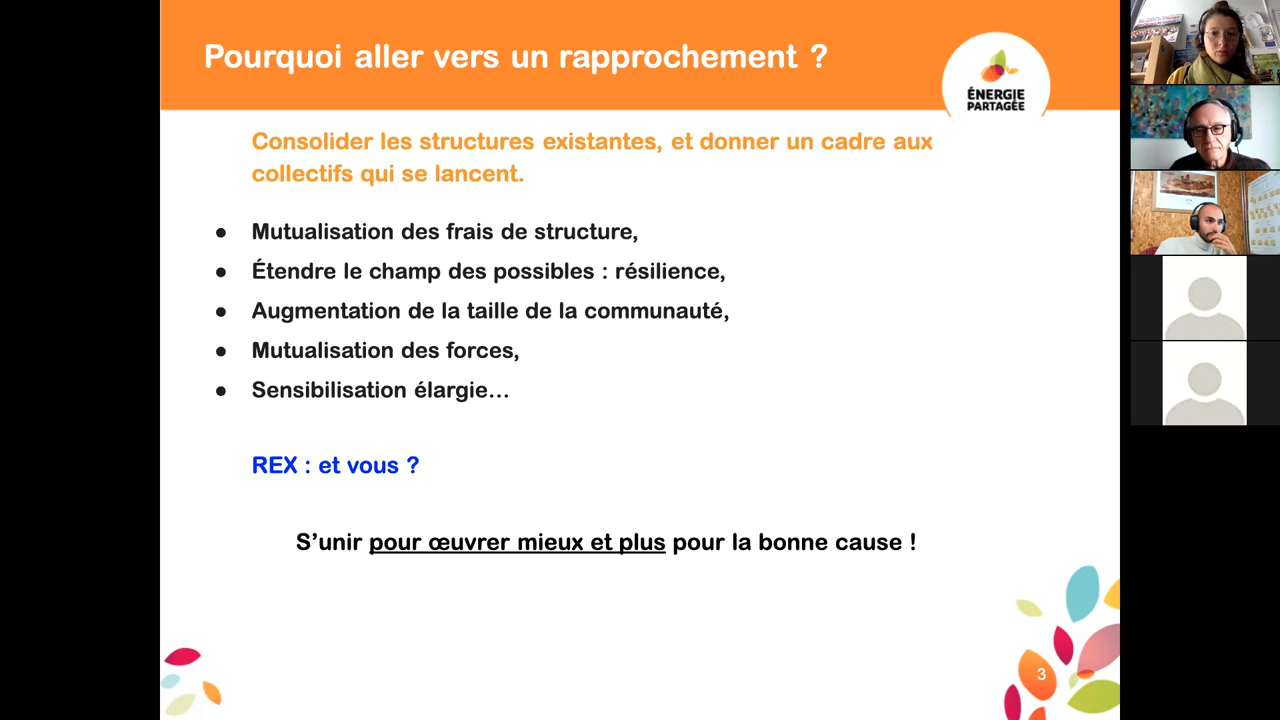 Pourquoi aller vers un rapprochement ?
ÉNERGIE
PARTAGÉE
Consolider les structures existantes, et donner un cadre aux
collectifs qui se lancent.
● Mutualisation des frais de structure,
● Étendre le champ des possibles : résilience,
● Augmentation de la taille de la communauté,
● Mutualisation des forces,
● Sensibilisation élargie…
REX : et vous ?
S’unir pour œuvrer mieux et plus pour la bonne cause !
3